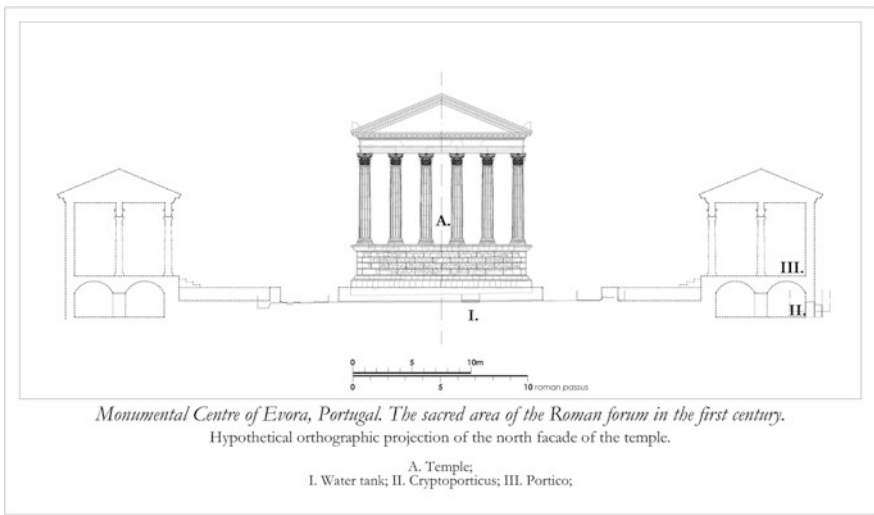 A.
III.
II.
I.
0 5 10m
0 5 10 roman passus
Monumental Centre of Evora, Portugal. The sacred area of the Roman forum in the first century.
Hypothetical orthographic projection of the north facade of the temple.
A. Temple;
I. Water tank; II. Cryptoporticus; III. Portico;